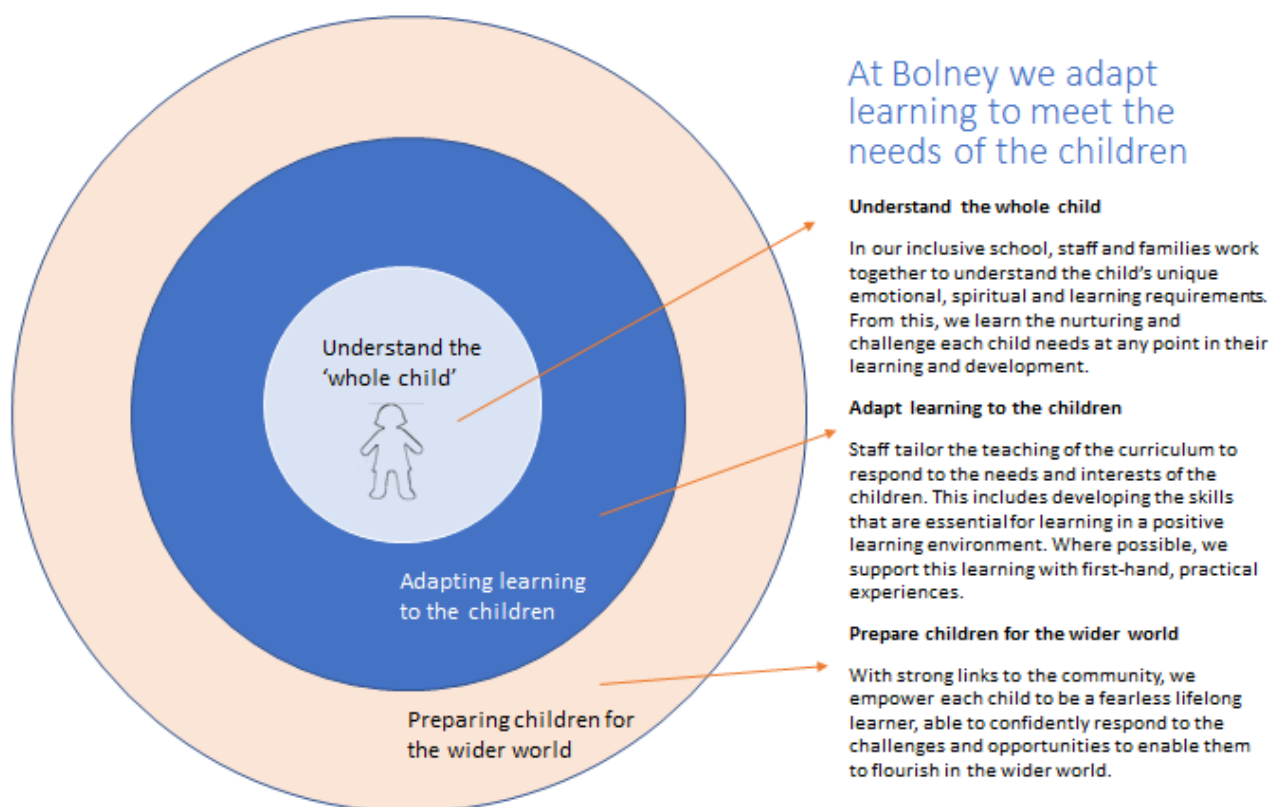 Understand the
‘whole child’
Adapting learning
to the children
Preparing children for
the wider world
At Bolney we adapt
learning to meet the
needs of the children
Understand the whole child
In our inclusive school, staff and families work
together to understand the child’s unique
emotional, spiritual and learning requirements.
From this, we learn the nurturing and
challenge each child needs at any point in their
learning and development.
Adapt learning to the children
Staff tailor the teaching of the curriculum to
respond to the needs and interests of the
children. This includes developing the skills
that are essential for learning in a positive
learning environment. Where possible, we
support this learning with first-hand, practical
experiences.
Prepare children for the wider world
With strong links to the community, we
empower each child to be a fearless lifelong
learner, able to confidently respond to the
challenges and opportunities to enable them
to flourish in the wider world.